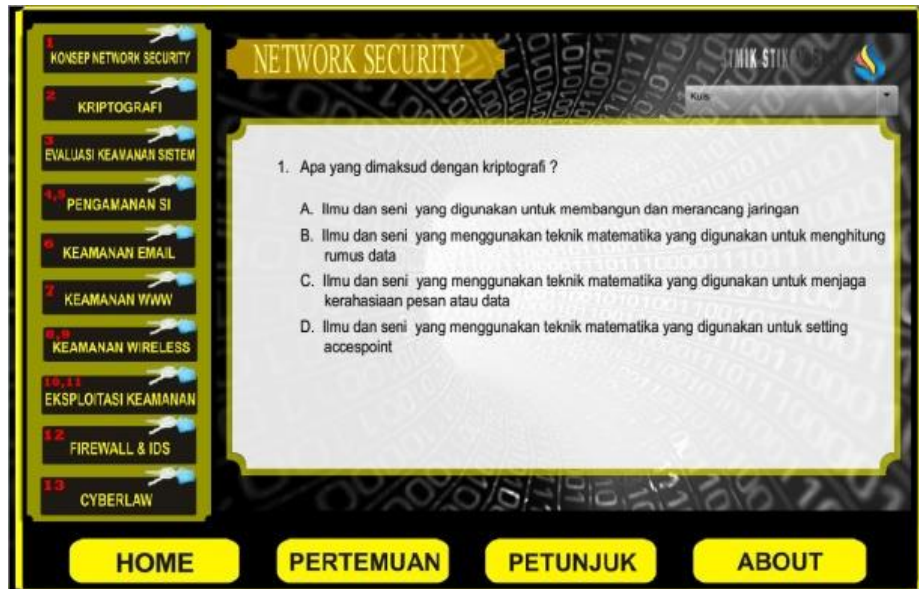 1
KONSEP NETWORK SECURITY
2
KRIPTOGRAFI
3
EVALUASI KEAMANAN SISTEM
4,5
PENGAMANAN SI
6
KEAMANAN EMAIL
7
KEAMANAN WWW
8,9
KEAMANAN WIRELESS
10,11
EKSPLOITASI KEAMANAN
12
FIREWALL & IDS
13
CYBERLAW
NETWORK SECURITY
STMIK
Kuis
1. Apa yang dimaksud dengan kriptografi ?
A. Ilmu dan seni yang digunakan untuk membangun dan merancang jaringan
B. Ilmu dan seni yang menggunakan teknik matematika yang digunakan untuk menghitung
rumus data
C. Ilmu dan seni yang menggunakan teknik matematika yang digunakan untuk menjaga
kerahasiaan pesan atau data
D. Ilmu dan seni yang menggunakan teknik matematika yang digunakan untuk setting
accespoint
HOME
PERTEMUAN
PETUNJUK
ABOUT